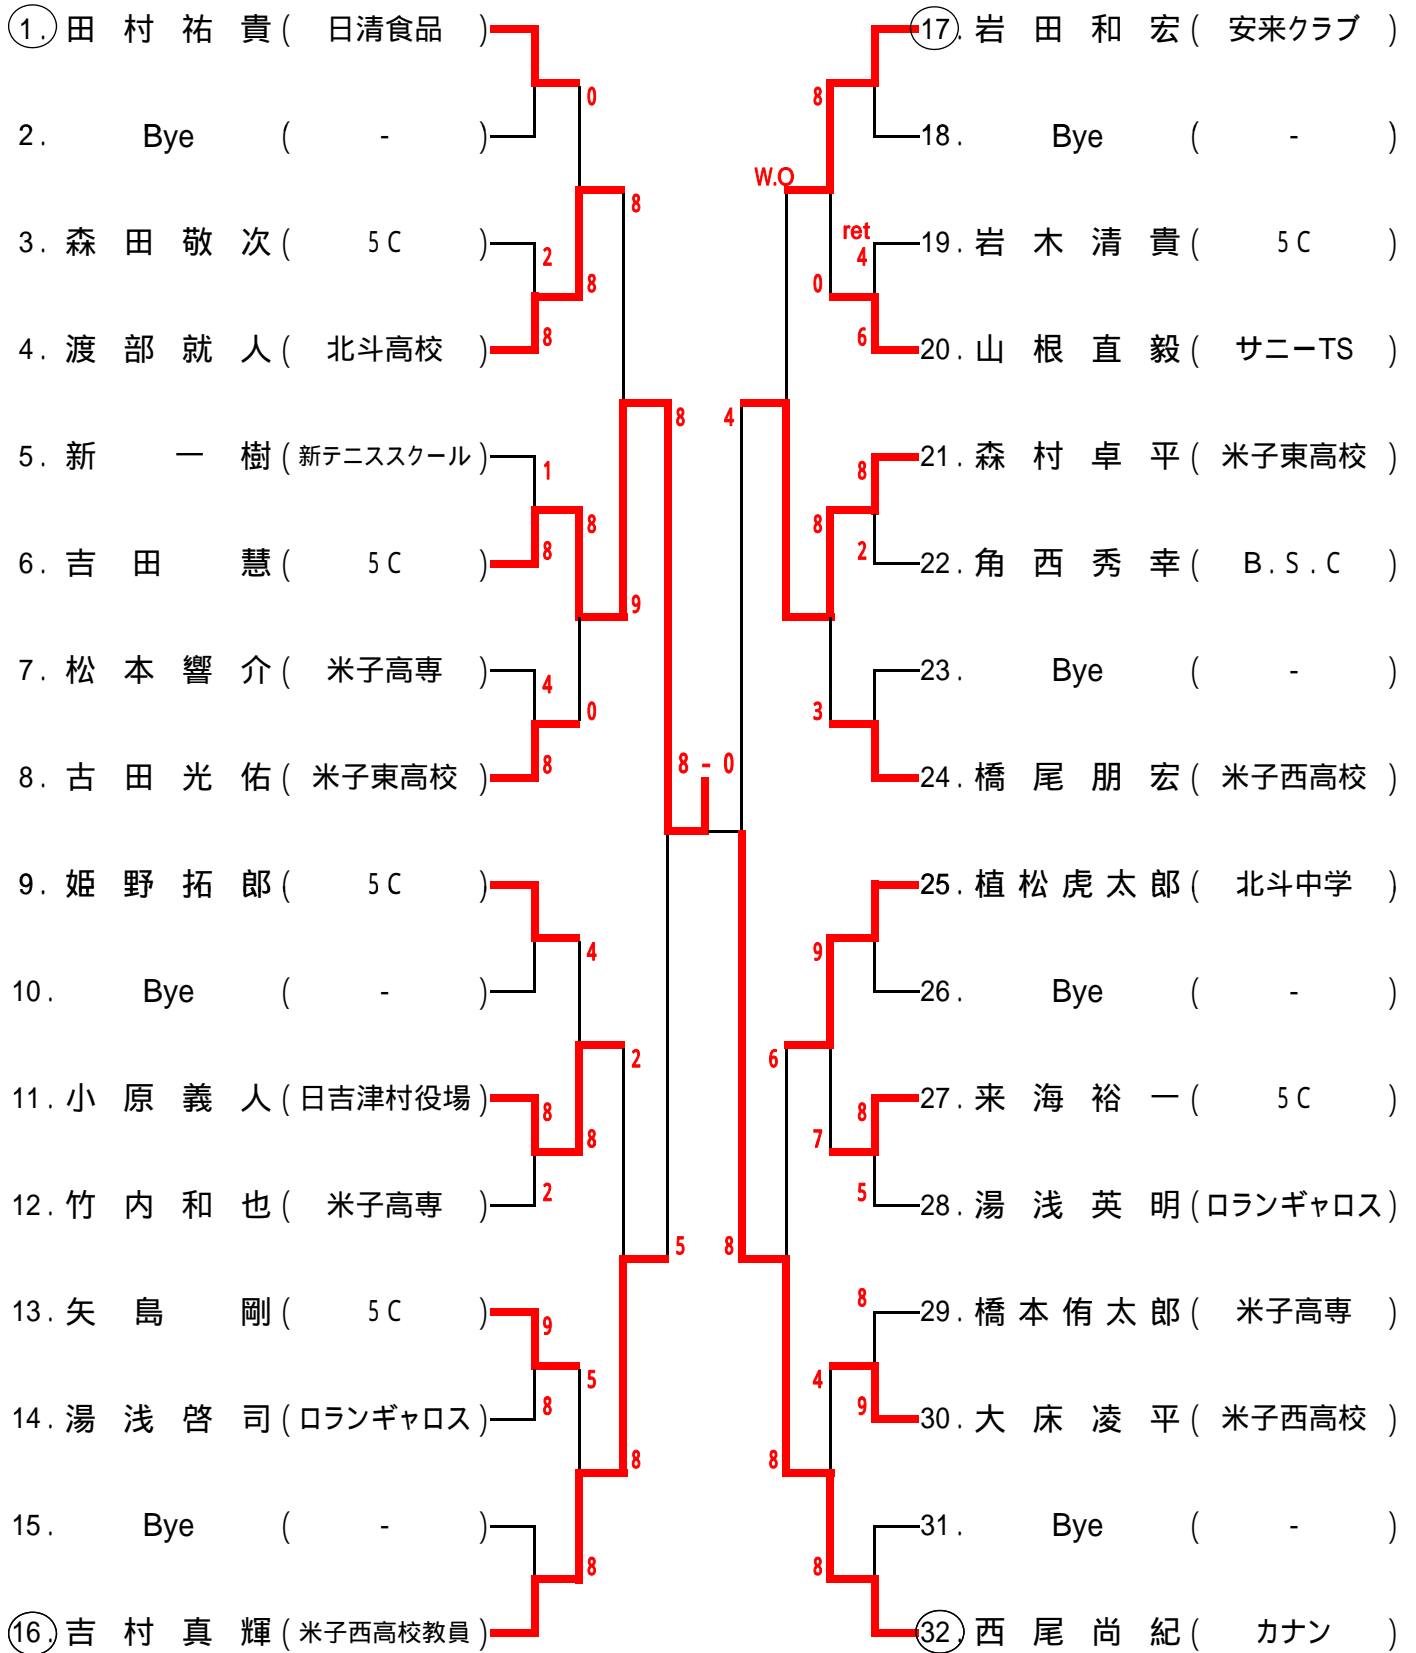 1. 田村祐貴 ( 日清食品 )
0
2. Bye ( - )
8
3. 森田敬次 ( 5C )
2
8
4. 渡部就人 ( 北斗高校 )
8
8
5. 新一樹 ( 新テニススクール )
1
8
6. 吉田慧 ( 5C )
8
9
7. 松本響介 ( 米子高専 )
4
0
8. 古田光佑 ( 米子東高校 )
8
8 - 0
9. 姫野拓郎 ( 5C )
4
10. Bye ( - )
2
11. 小原義人 ( 日吉津村役場 )
8
8
12. 竹内和也 ( 米子高専 )
2
5
13. 矢島剛 ( 5C )
9
5
14. 湯浅啓司 ( ロランギャロス )
8
8
15. Bye ( - )
8
16. 吉村真輝 ( 米子西高校教員 )
17. 岩田和宏 ( 安来クラブ )
8
18. Bye ( - )
W.O
19. 岩木清貴 ( 5C )
ret
4
0
20. 山根直毅 ( サニーTS )
6
4
21. 森村卓平 ( 米子東高校 )
8
8
22. 角西秀幸 ( B.S.C )
2
23. Bye ( - )
3
24. 橋尾朋宏 ( 米子西高校 )
25. 植松虎太郎 ( 北斗中学 )
9
26. Bye ( - )
6
27. 来海裕一 ( 5C )
8
7
28. 湯浅英明 ( ロランギャロス )
5
8
29. 橋本侑太郎 ( 米子高専 )
8
4
30. 大床凌平 ( 米子西高校 )
9
8
31. Bye ( - )
8
32. 西尾尚紀 ( カナン )